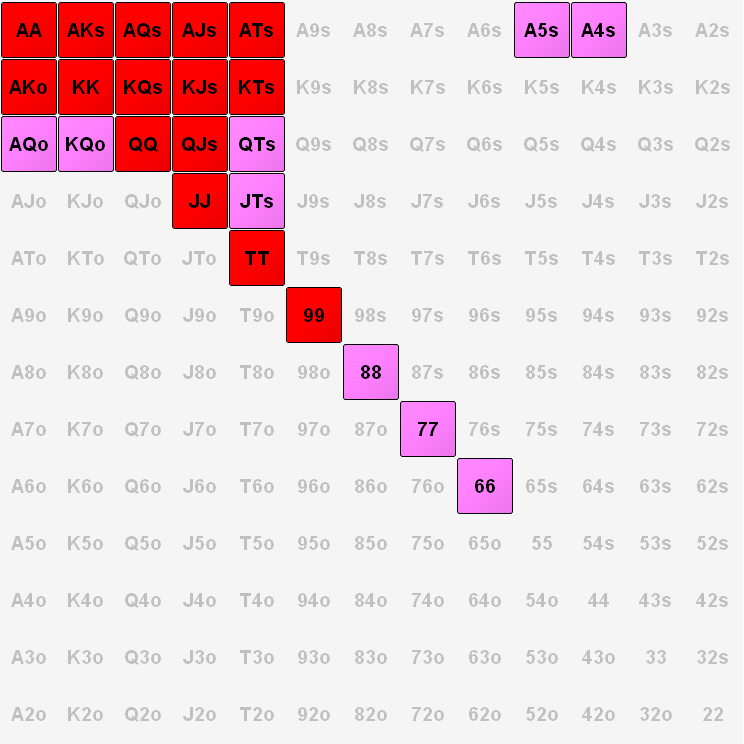 AA AKs AQs AJs ATs A9s A8s A7s A6s A5s A4s A3s A2s
AKo KK KQs KJs KTs K9s K8s K7s K6s K5s K4s K3s K2s
AQo KQo QQ QJs QTs Q9s Q8s Q7s Q6s Q5s Q4s Q3s Q2s
AJo KJo QJo JJ JTs J9s J8s J7s J6s J5s J4s J3s J2s
ATo KTo QTo JTo TT T9s T8s T7s T6s T5s T4s T3s T2s
A9o K9o Q9o J9o T9o 99 98s 97s 96s 95s 94s 93s 92s
A8o K8o Q8o J8o T8o 98o 88 87s 86s 85s 84s 83s 82s
A7o K7o Q7o J7o T7o 97o 87o 77 76s 75s 74s 73s 72s
A6o K6o Q6o J6o T6o 96o 86o 76o 66 65s 64s 63s 62s
A5o K5o Q5o J5o T5o 95o 85o 75o 65o 55 54s 53s 52s
A4o K4o Q4o J4o T4o 94o 84o 74o 64o 54o 44 43s 42s
A3o K3o Q3o J3o T3o 93o 83o 73o 63o 53o 43o 33 32s
A2o K2o Q2o J2o T2o 92o 82o 72o 62o 52o 42o 32o 22